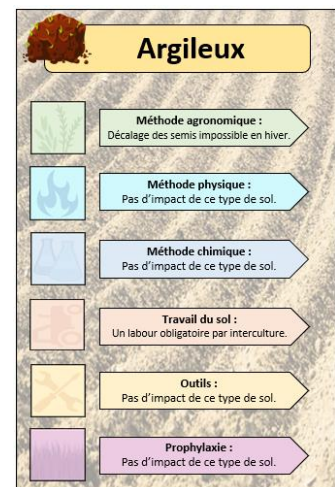 Argileux
Méthode agronomique :
Décalage des semis impossible en hiver.
Méthode physique :
Pas d’impact de ce type de sol.
Méthode chimique :
Pas d’impact de ce type de sol.
Travail du sol :
Un labour obligatoire par interculture.
Outils :
Pas d’impact de ce type de sol.
Prophylaxie :
Pas d’impact de ce type de sol.